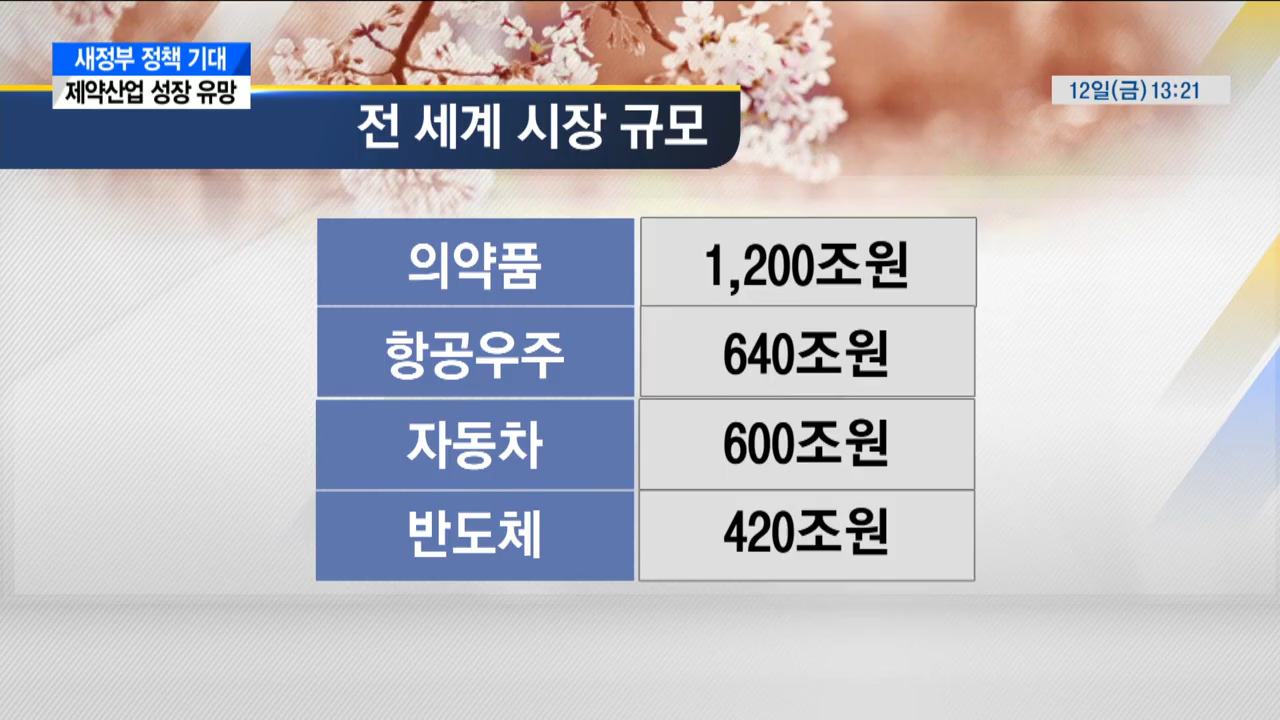 새정부 정책 기대
제약산업 성장 유망
12일(금)13:21
전 세계 시장 규모
의약품 1,200조원
항공우주 640조원
자동차 600조원
반도체 420조원